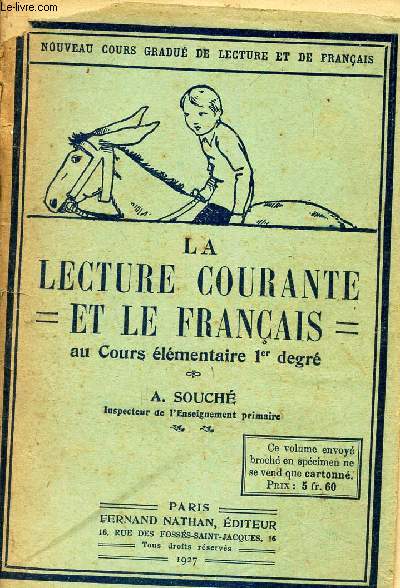 Le-livre.com
NOUVEAU COURS GRADUÉ DE LECTURE ET DE FRANÇAIS
LA
LECTURE COURANTE
= ET LE FRANÇAIS =
au Cours élémentaire 1er degré
A. SOUCHÉ
Inspecteur de l'Enseignement primaire
Ce volume envoyé
broché en spécimen ne
se vend que cartonné.
PRIX : 5 fr. 60
PARIS
FERNAND NATHAN, ÉDITEUR
16, RUE DES FOSSÉS-SAINT-JACQUES, 16
Tous droits réservés
1927